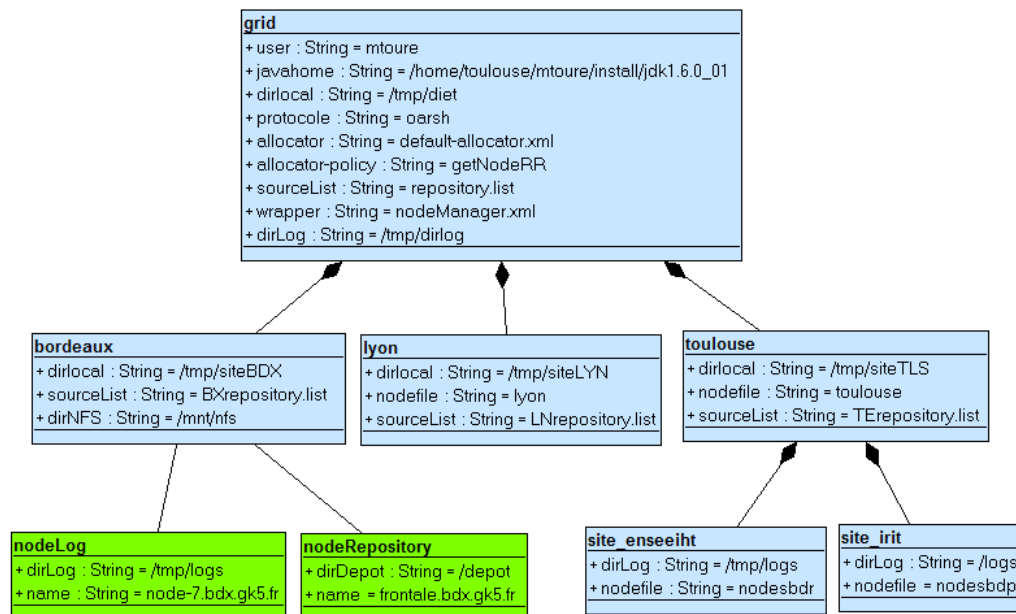 grid
+ user : String = mtoure
+ javahome : String = /home/toulouse/mtoure/install/jdk1.6.0_01
+ dirlocal : String = /tmp/diet
+ protocole : String = oarsh
+ allocator : String = default-allocator.xml
+ allocator-policy : String = getNodeRR
+ sourceList : String = repository.list
+ wrapper : String = nodeManager.xml
+ dirLog : String = /tmp/dirlog
bordeaux
+ dirlocal : String = /tmp/siteBDX
+ sourceList : String = BXrepository.list
+ dirNFS : String = /mnt/nfs
lyon
+ dirlocal : String = /tmp/siteLYN
+ nodefile : String = lyon
+ sourceList : String = LNrepository.list
toulouse
+ dirlocal : String = /tmp/siteTLS
+ nodefile : String = toulouse
+ sourceList : String = TErepository.list
nodeLog
+ dirLog : String = /tmp/logs
+ name : String = node-7.bdx.gk5.fr
nodeRepository
+ dirDepot : String = /depot
+ name = frontale.bdx.gk5.fr
site_enseeiht
+ dirLog : String = /tmp/logs
+ nodefile : String = nodesbdr
site_irit
+ dirLog : String = /logs
+ nodefile = nodesbdp